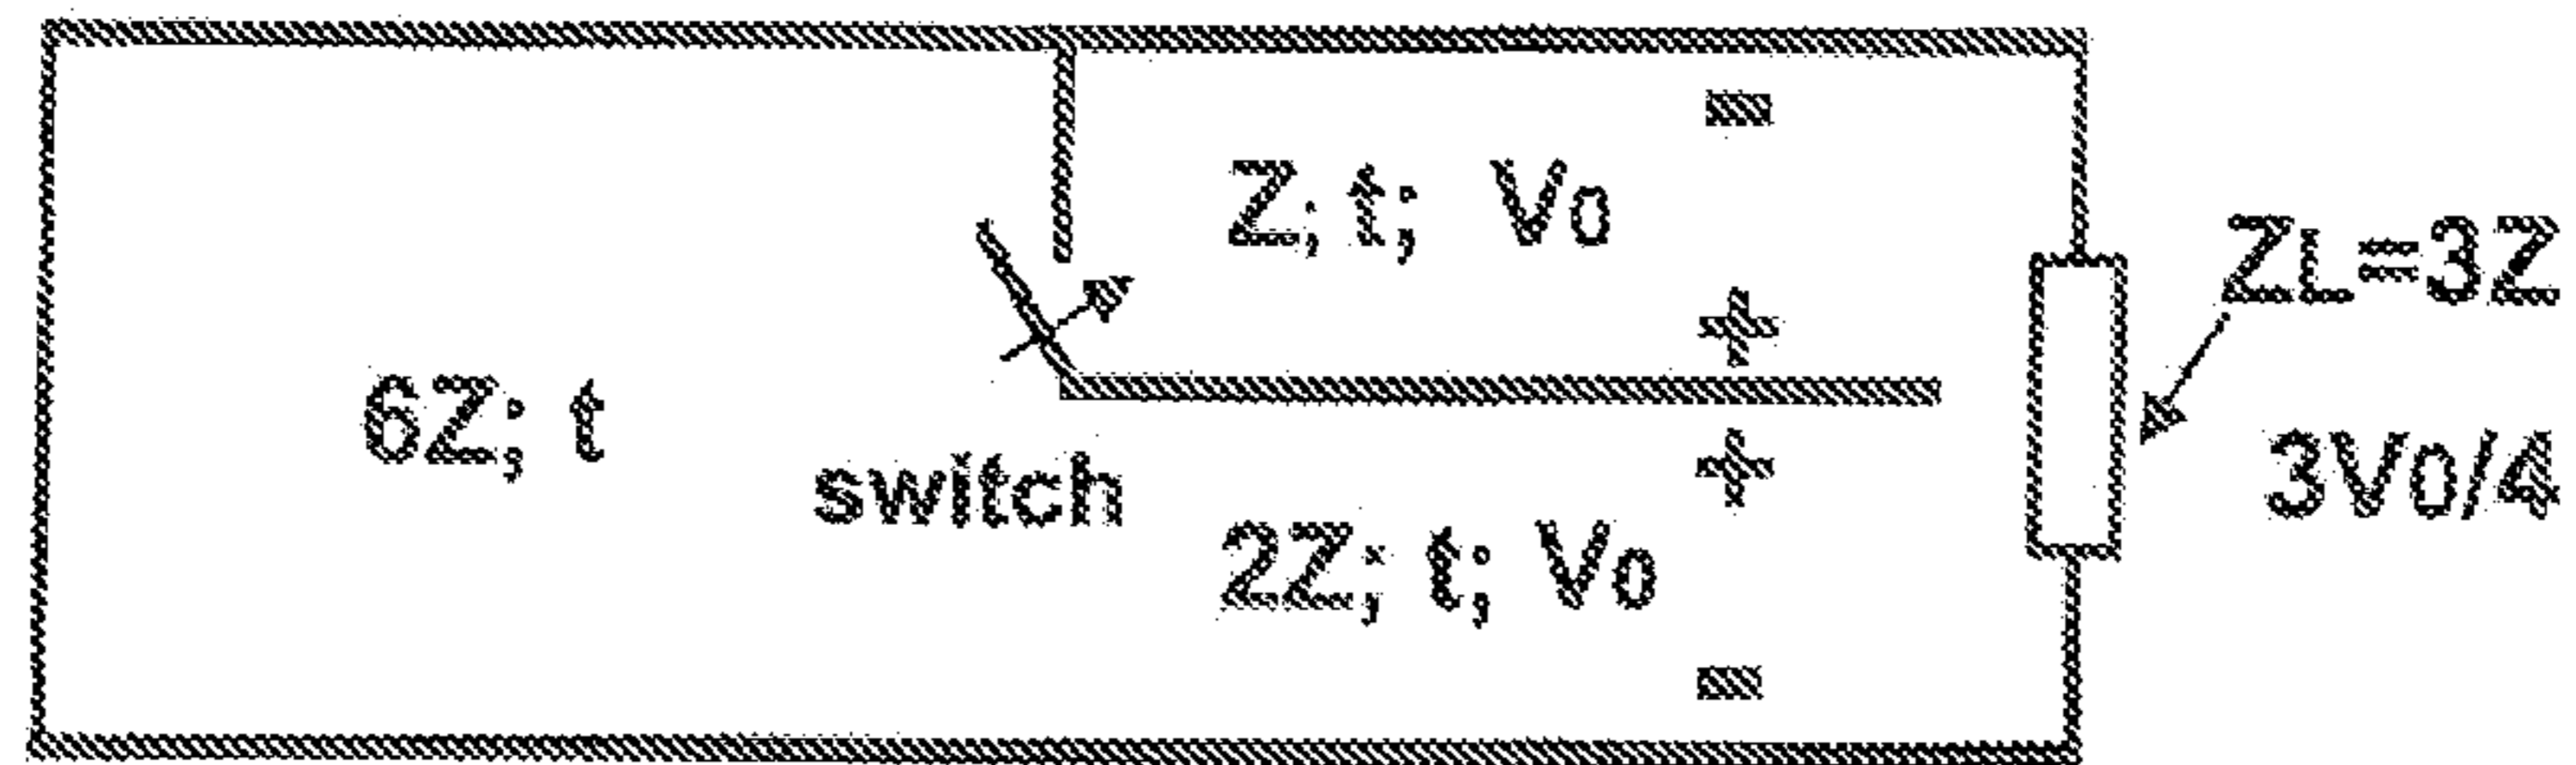 Z; t; V0
ZL=3Z
6Z; t
3V0/4
switch
2Z; t; V0